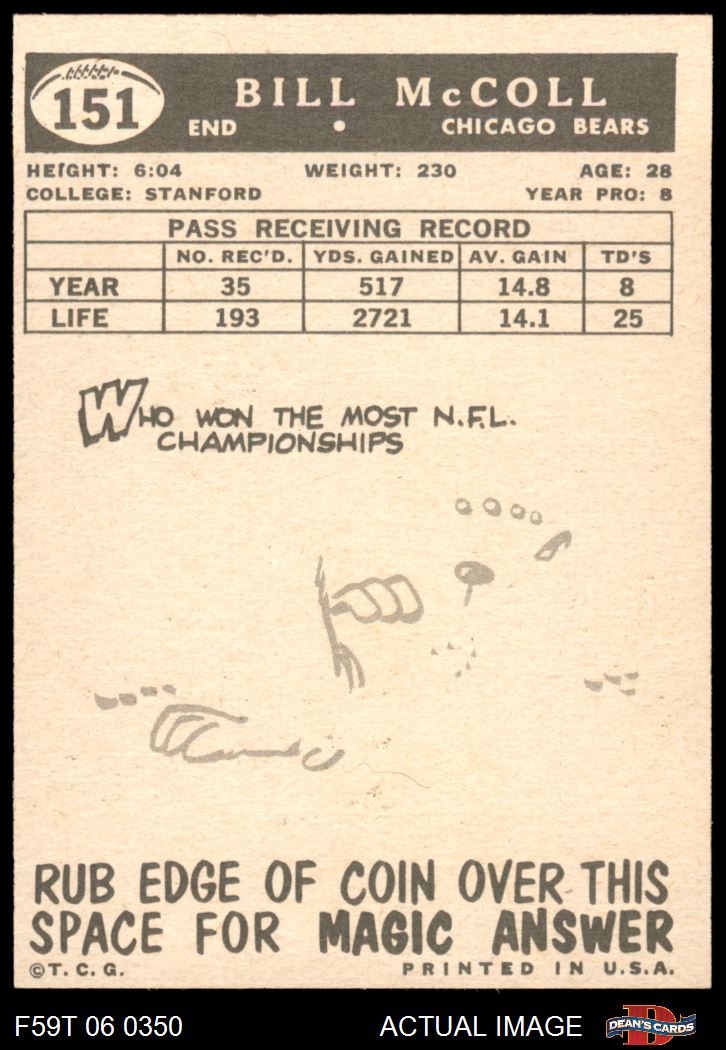 151
BILL McCOLL
END • CHICAGO BEARS
HEIGHT: 6:04 WEIGHT: 230 AGE: 28
COLLEGE: STANFORD YEAR PRO: 8
PASS RECEIVING RECORD
NO. REC'D. YDS. GAINED AV. GAIN TD'S
YEAR 35 517 14.8 8
LIFE 193 2721 14.1 25
WHO WON THE MOST N.F.L.
CHAMPIONSHIPS
RUB EDGE OF COIN OVER THIS
SPACE FOR MAGIC ANSWER
©T.C.G. PRINTED IN U.S.A.
F59T 06 0350 ACTUAL IMAGE DEAN'S CARDS